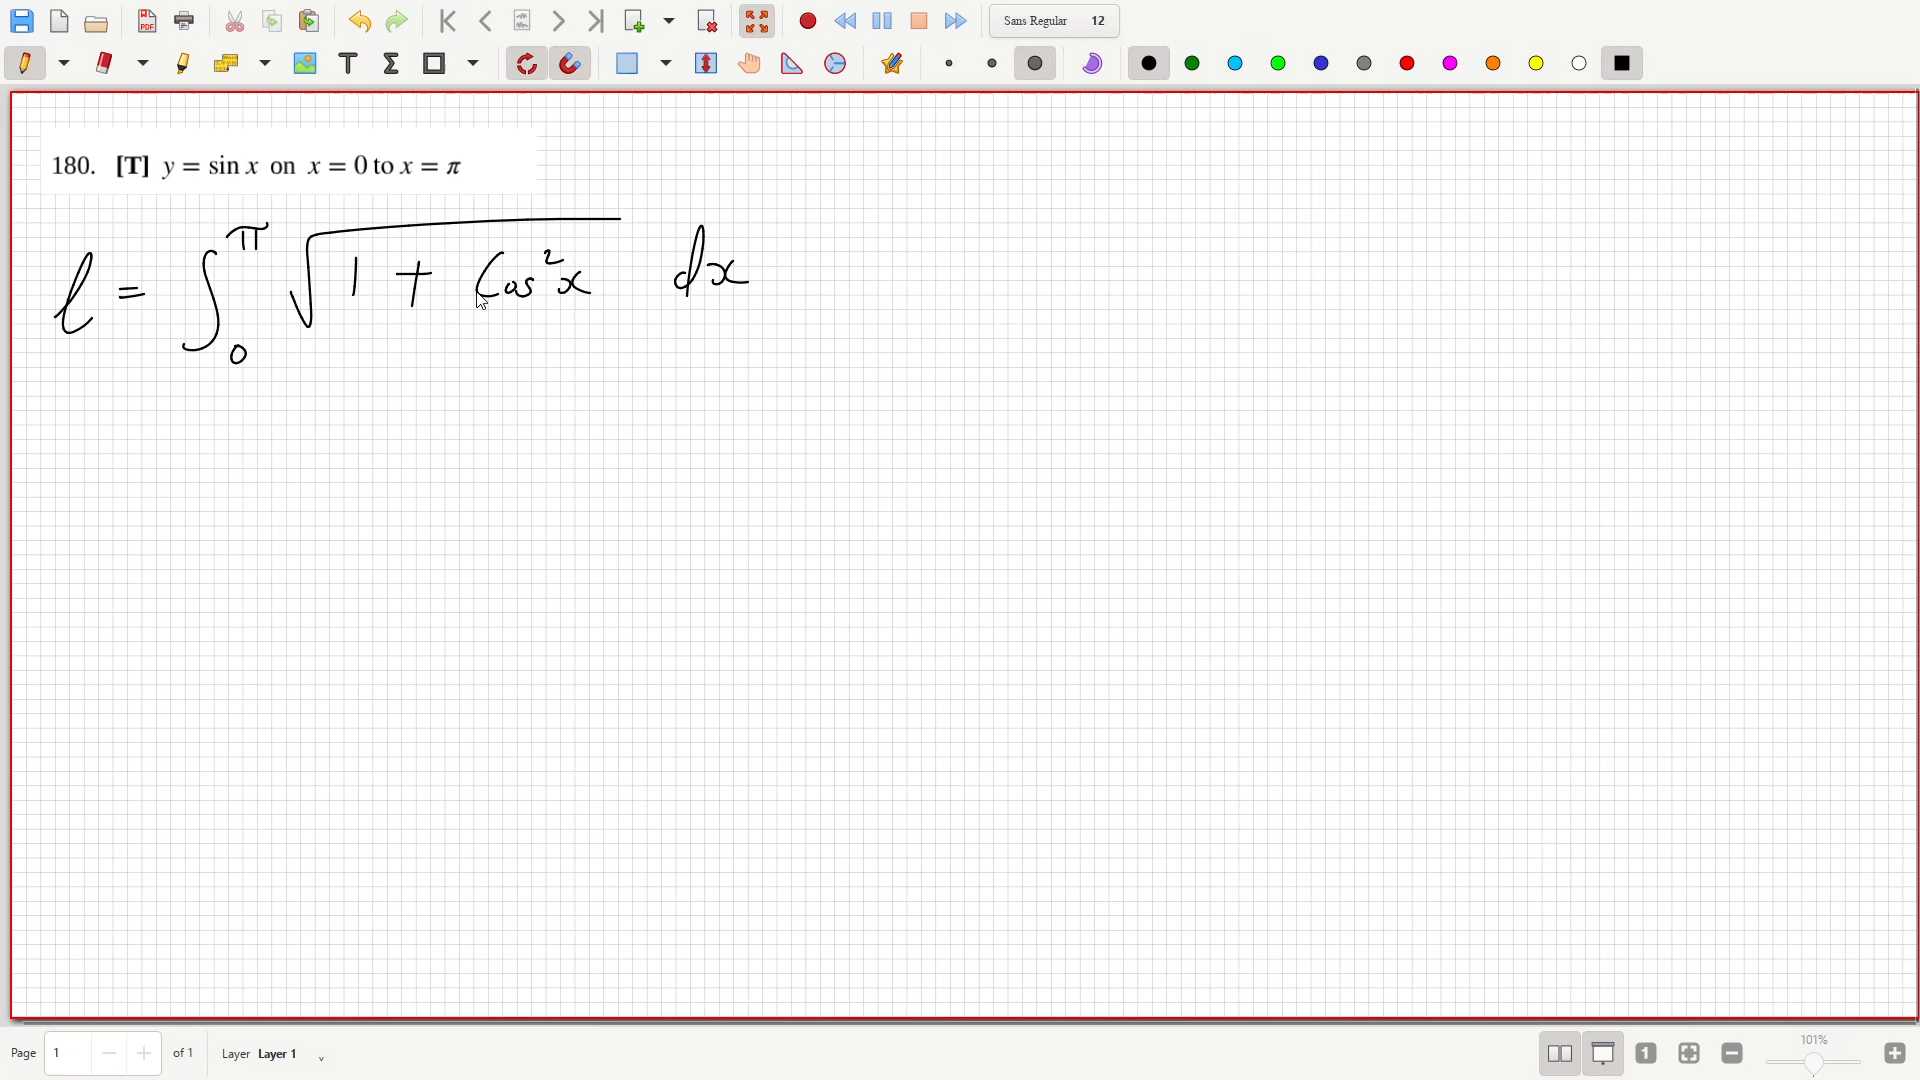 Sans Regular 12
180. [T] y = sin x on x = 0 to x = π
l = ∫₀^π √(1 + Cos²x) dx
Page 1 of 1 Layer Layer 1 101%